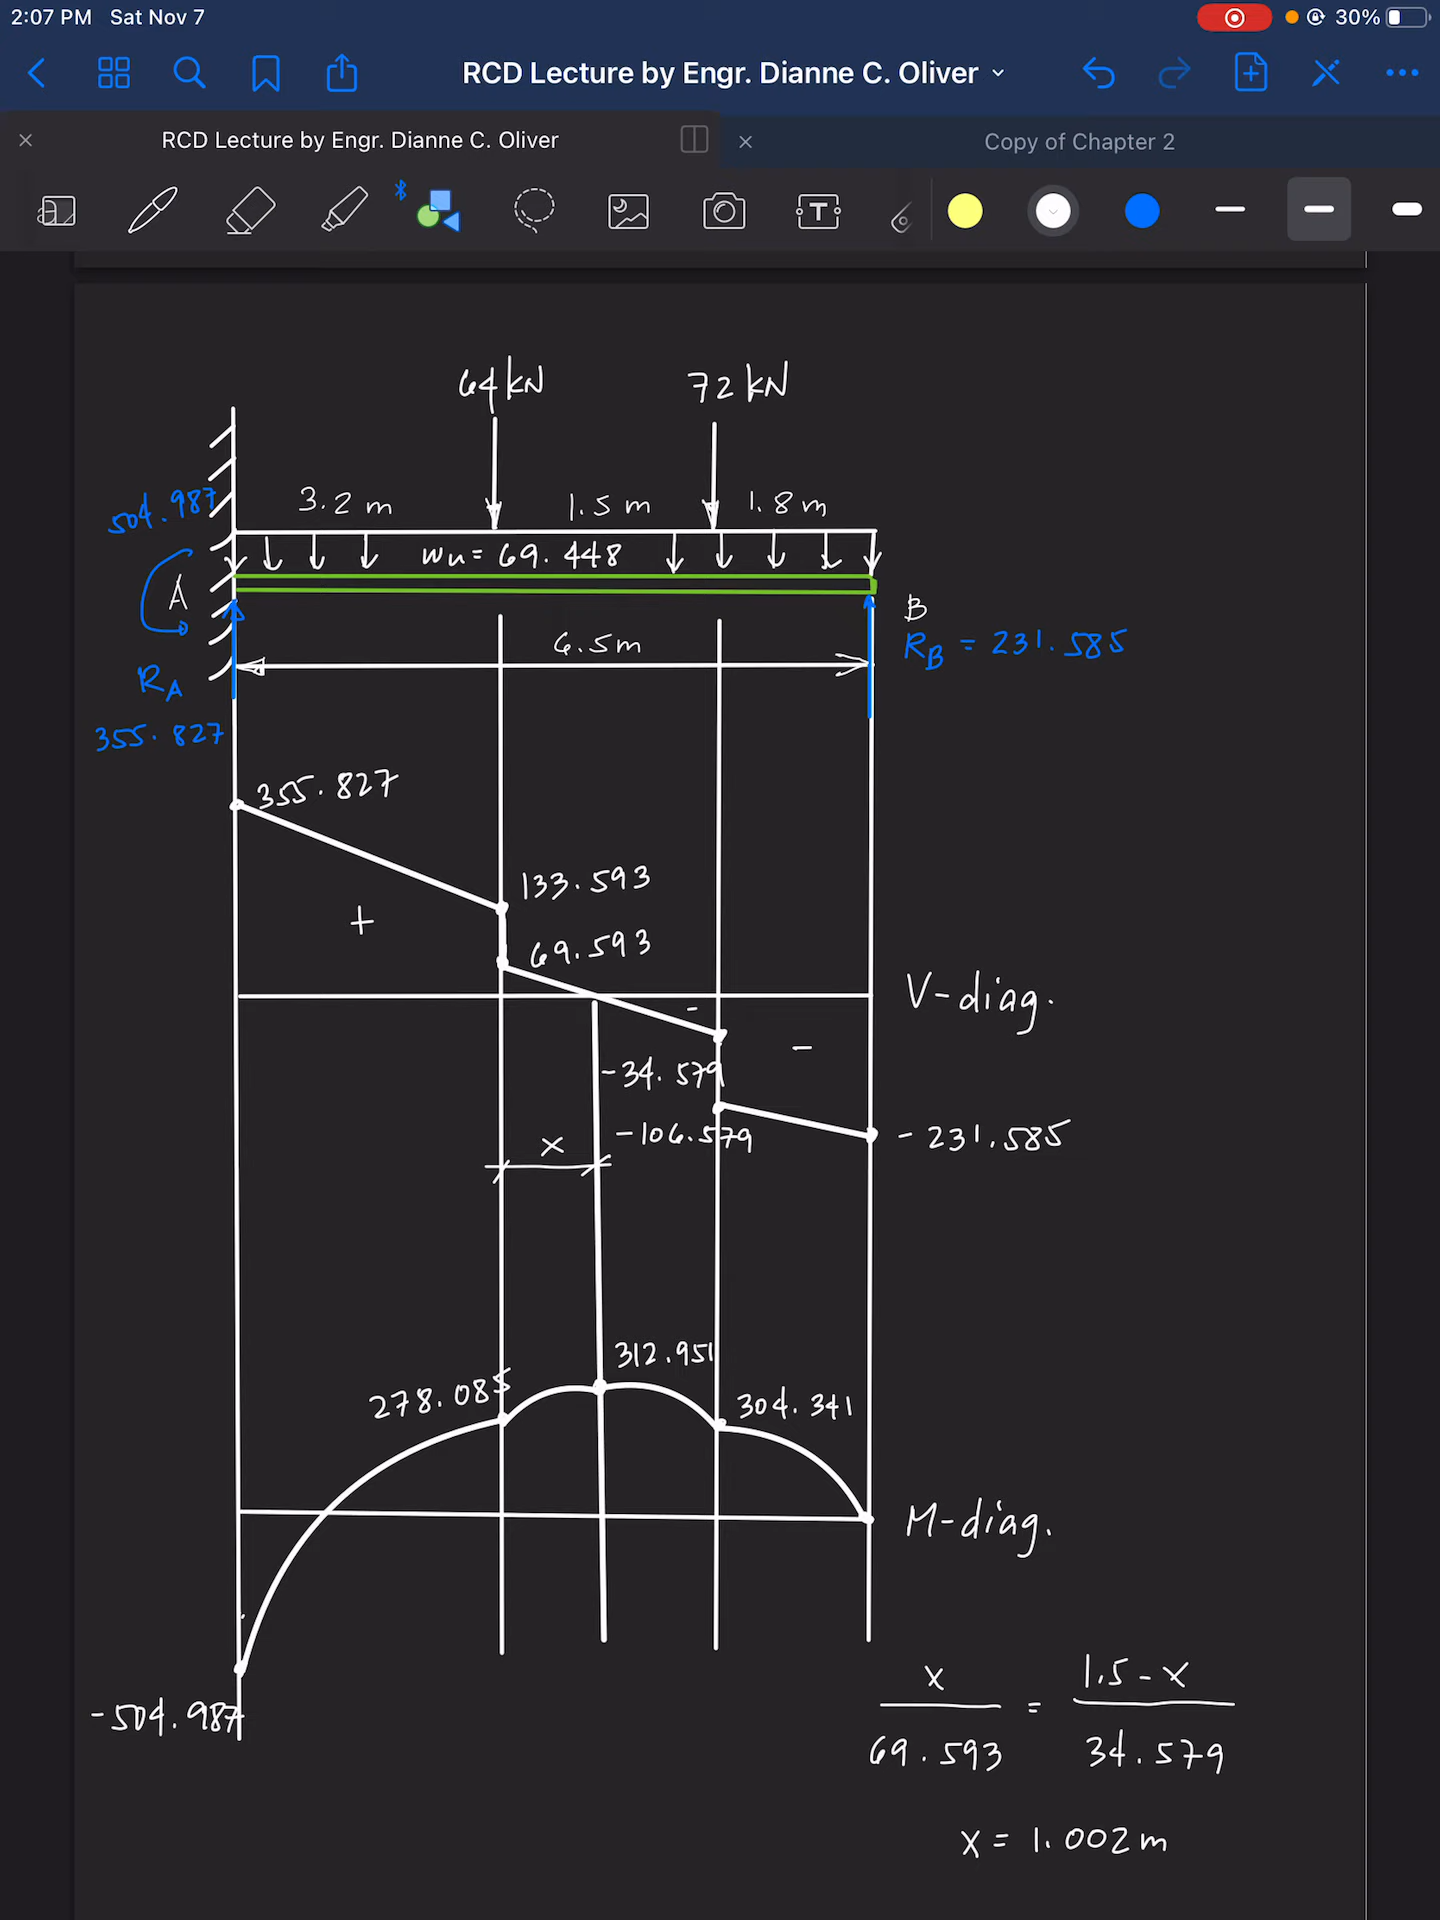 2:07 PM Sat Nov 7
30%
RCD Lecture by Engr. Dianne C. Oliver
RCD Lecture by Engr. Dianne C. Oliver
Copy of Chapter 2
T
64 kN
72 kN
504.987
3.2 m
1.5 m
1.8 m
wu = 69.448
A
B
6.5m
RB = 231.585
RA
355.827
355.827
133.593
+
69.593
V-diag.
-
-
-34.579
x
-106.579
-231.585
312.951
278.085
304.341
M-diag.
-504.987
x
1.5 - x
=
69.593
34.579
x = 1.002 m